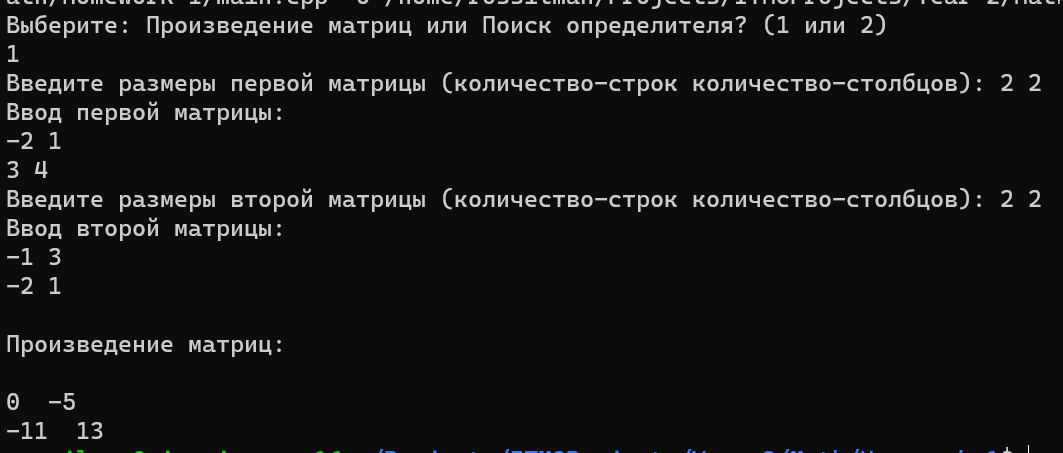 Выберите: Произведение матриц или Поиск определителя? (1 или 2)
1
Введите размеры первой матрицы (количество-строк количество-столбцов): 2 2
Ввод первой матрицы:
-2 1
3 4
Введите размеры второй матрицы (количество-строк количество-столбцов): 2 2
Ввод второй матрицы:
-1 3
-2 1
Произведение матриц:
0  -5
-11  13